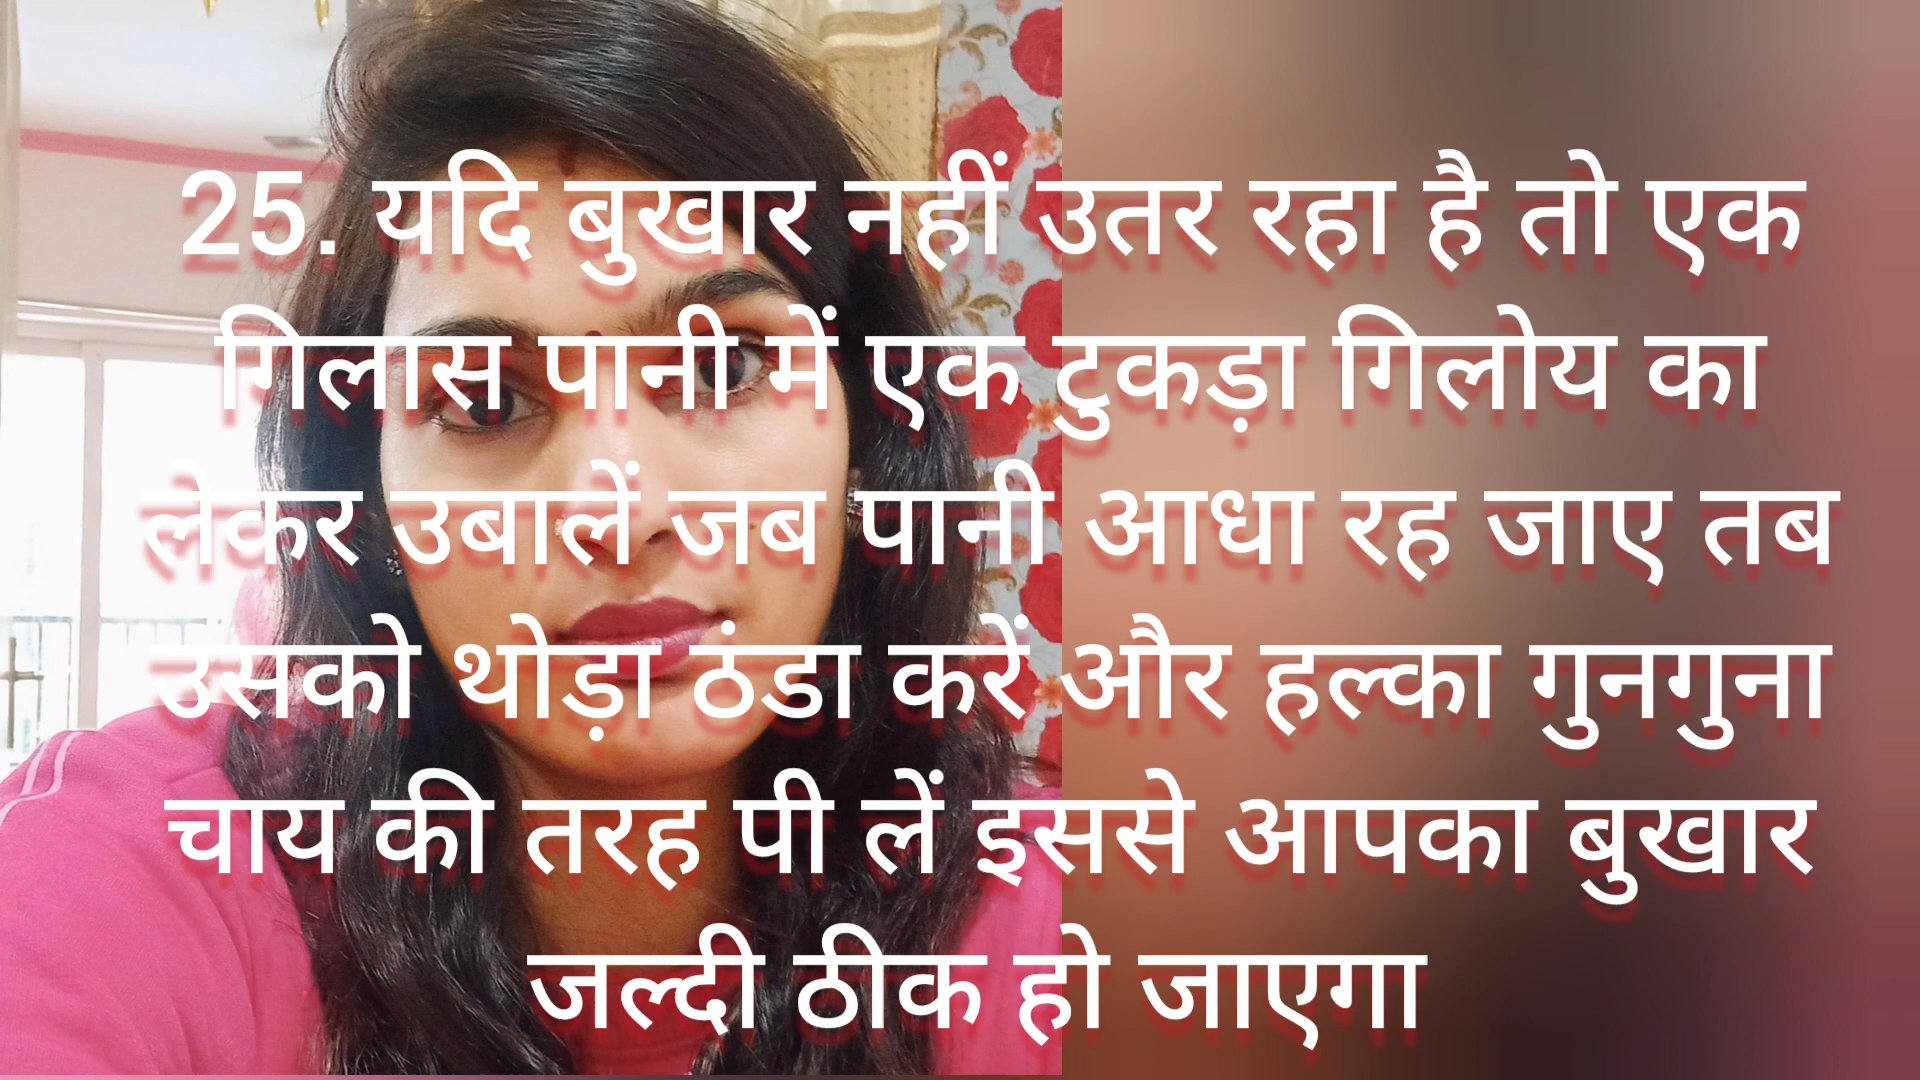 25. यदि बुखार नहीं उतर रहा है तो एक
गिलास पानी में एक टुकड़ा गिलोय का
लेकर उबालें जब पानी आधा रह जाए तब
उसको थोड़ा ठंडा करें और हल्का गुनगुना
चाय की तरह पी लें इससे आपका बुखार
जल्दी ठीक हो जाएगा